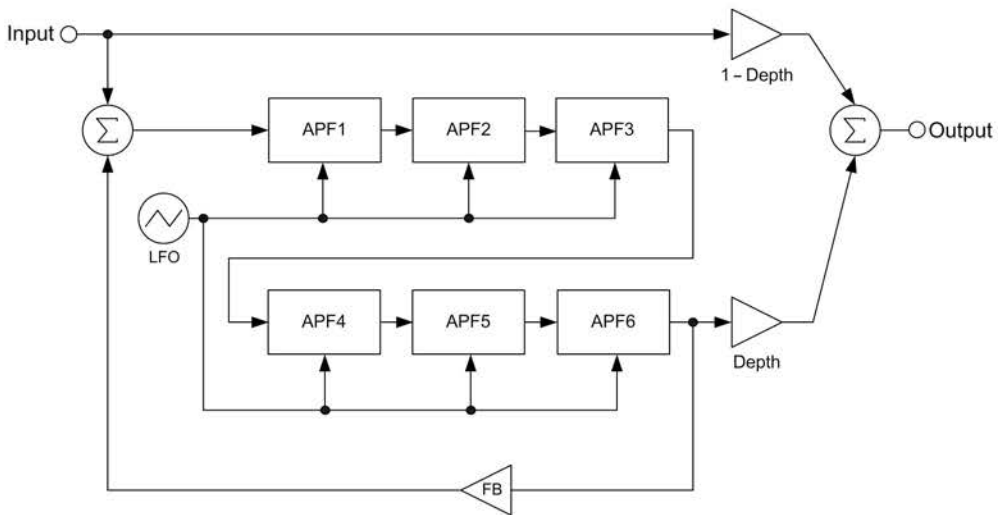 Input
1 – Depth
Σ
APF1
APF2
APF3
Σ
Output
LFO
APF4
APF5
APF6
Depth
FB